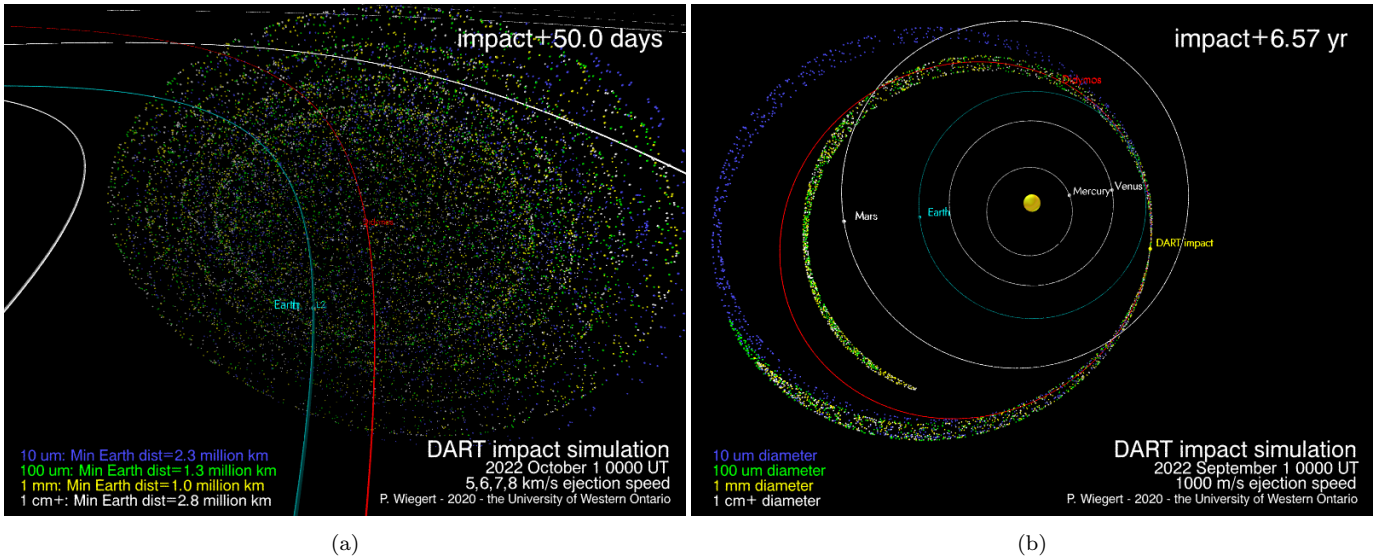 impact+50.0 days
Didymos
Earth L2
10 um: Min Earth dist=2.3 million km
100 um: Min Earth dist=1.3 million km
1 mm: Min Earth dist=1.0 million km
1 cm+: Min Earth dist=2.8 million km
DART impact simulation
2022 October 1 0000 UT
5,6,7,8 km/s ejection speed
P. Wiegert - 2020 - the University of Western Ontario
(a)
impact+6.57 yr
Didymos
Mercury
Venus
Earth
Mars
DART impact
10 um diameter
100 um diameter
1 mm diameter
1 cm+ diameter
DART impact simulation
2022 September 1 0000 UT
1000 m/s ejection speed
P. Wiegert - 2020 - the University of Western Ontario
(b)